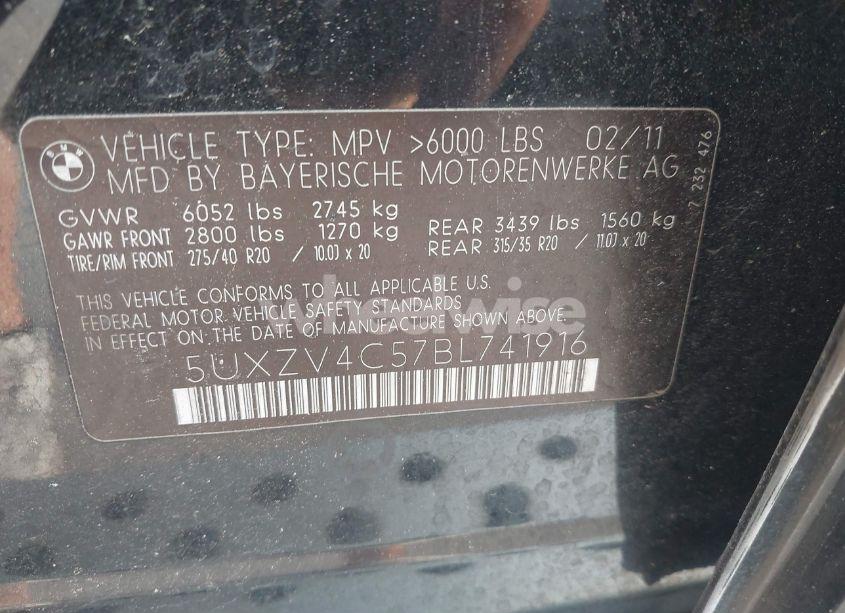 BMW
VEHICLE TYPE: MPV >6000 LBS 02/11
MFD BY BAYERISCHE MOTORENWERKE AG
GVWR 6052 lbs 2745 kg
GAWR FRONT 2800 lbs 1270 kg REAR 3439 lbs 1560 kg
TIRE/RIM FRONT 275/40 R20 / 10.0J x 20 REAR 315/35 R20 / 11.0J x 20
THIS VEHICLE CONFORMS TO ALL APPLICABLE U.S.
FEDERAL MOTOR VEHICLE SAFETY STANDARDS
IN EFFECT ON THE DATE OF MANUFACTURE SHOWN ABOVE.
5UXZV4C57BL741916
7 232 476